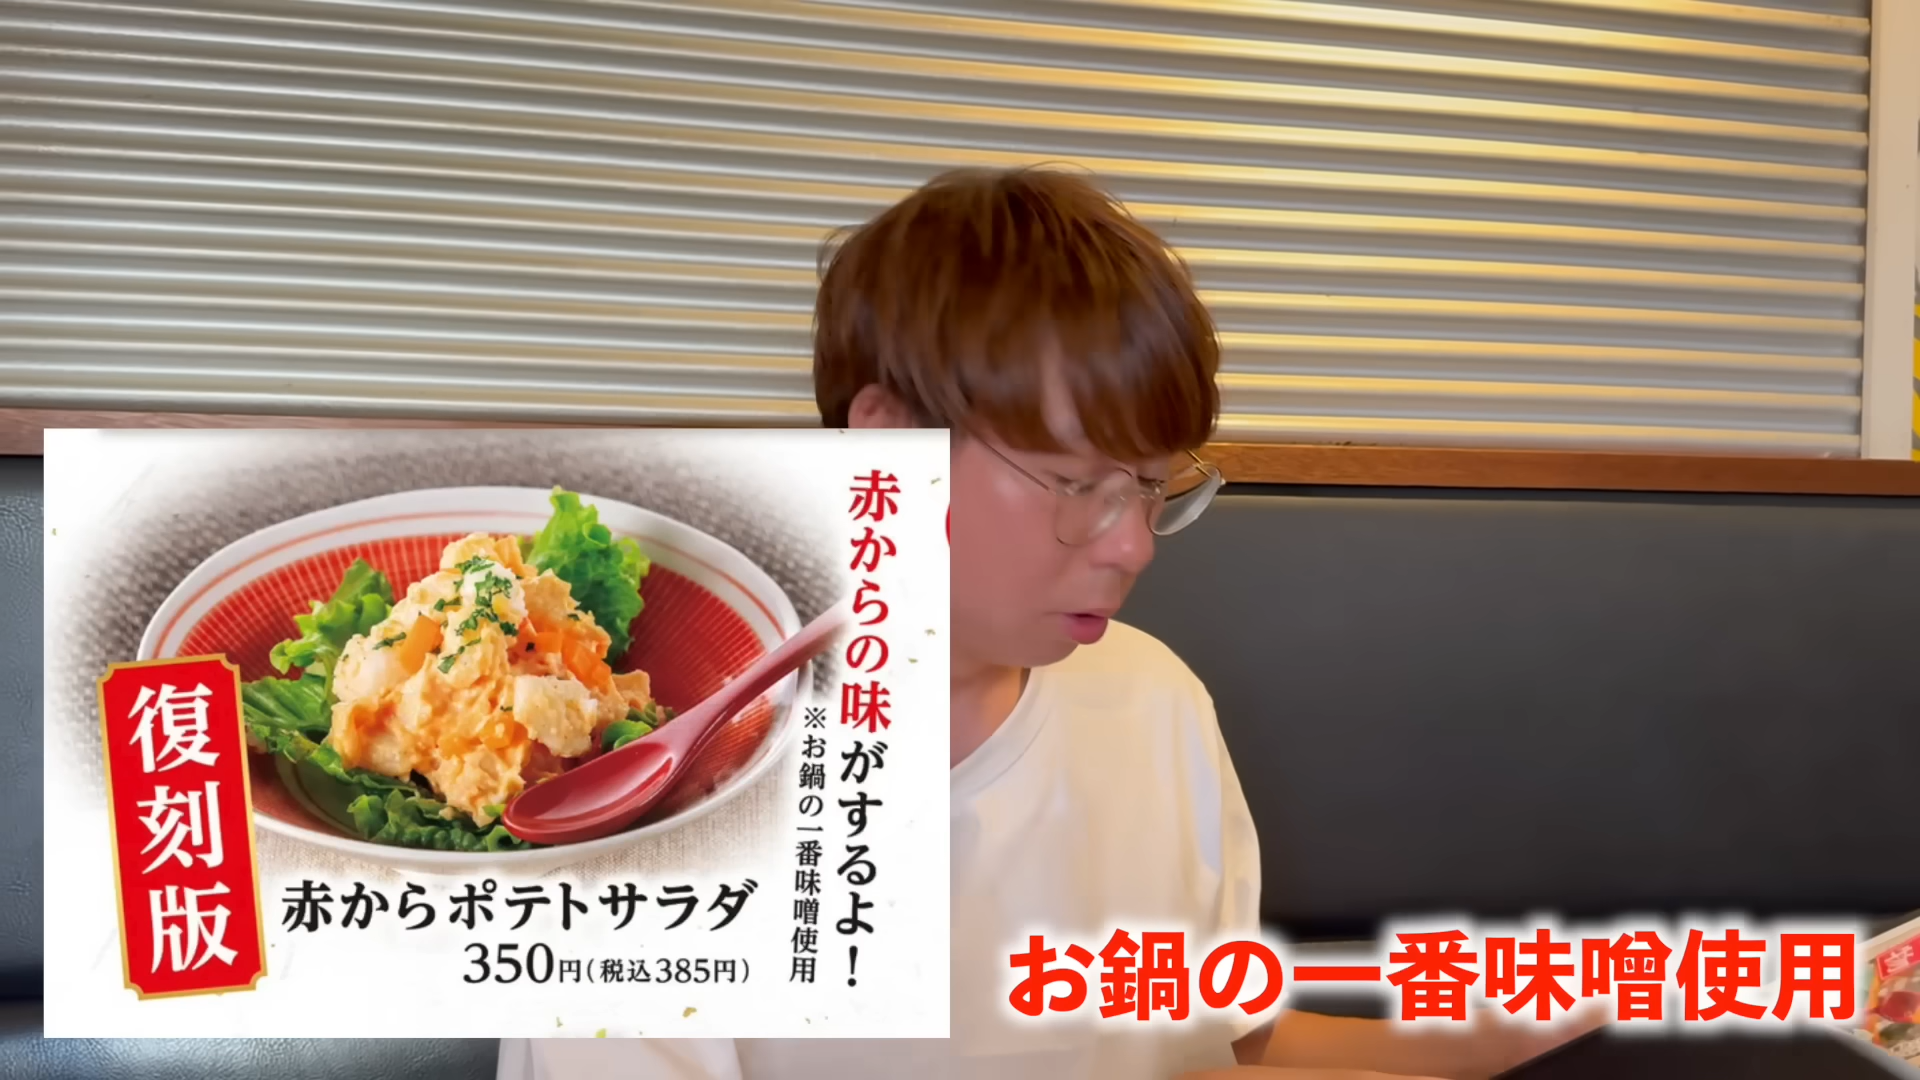 赤からの味がするよ！
※お鍋の一番味噌使用
復刻版
赤からポテトサラダ
350円(税込385円)
お鍋の一番味噌使用